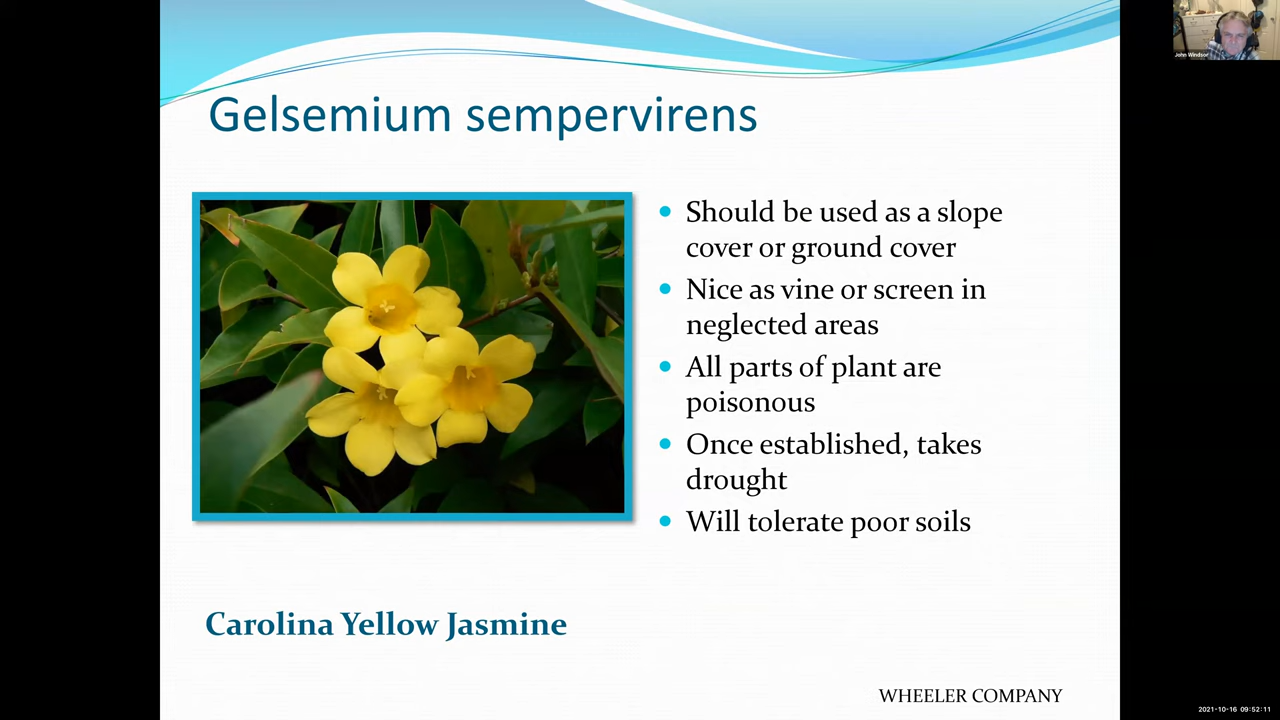 John Windsor
Gelsemium sempervirens
Should be used as a slope
cover or ground cover
Nice as vine or screen in
neglected areas
All parts of plant are
poisonous
Once established, takes
drought
Will tolerate poor soils
Carolina Yellow Jasmine
WHEELER COMPANY
2021-10-16 09:52:11